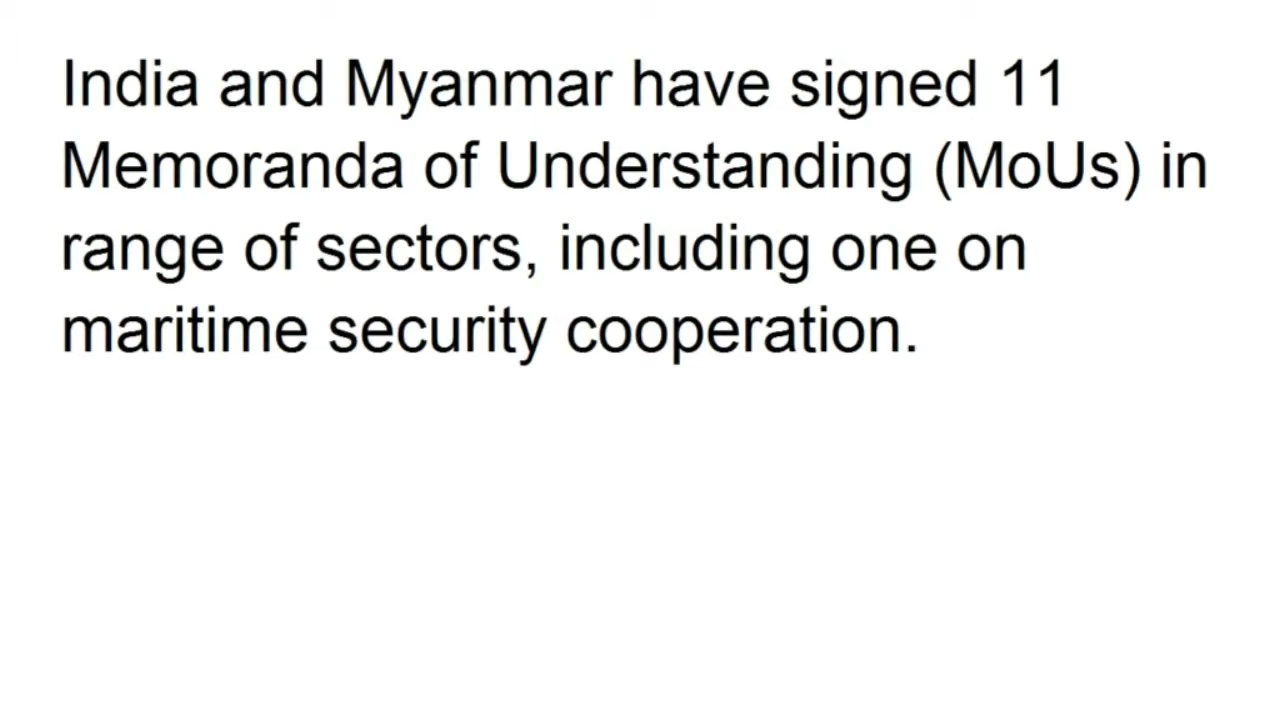 India and Myanmar have signed 11
Memoranda of Understanding (MoUs) in
range of sectors, including one on
maritime security cooperation.